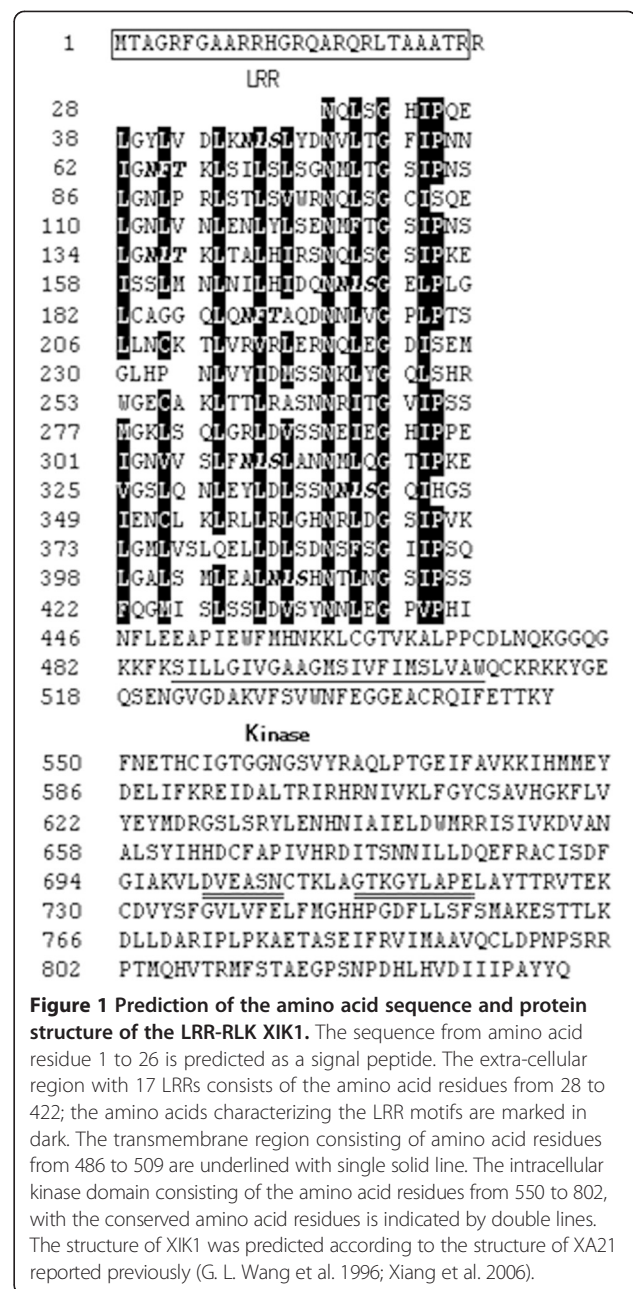 1 MTAGRFGAARRHGRQARQRLTAAATRR
LRR
28 NQLSG HIPQE
38 LGYLV DLKNLSLYDNVLTG FIPNN
62 IGNFT KLSILSLSGNMLTG SIPNS
86 LGNLP RLSTLSVWRNQLSG CISQE
110 LGNLV NLENLYLSENMFTG SIPNS
134 LGNLT KLTALHIRSNQLSG SIPKE
158 ISSLM NLNILHIDQNNLSG ELPLG
182 LCAGG QLQNFTAQDNNLVG PLPTS
206 LLNCK TLVRVRLERNQLEG DISEM
230 GLHP NLVYIDMSSNKLYG QLSHR
253 WGECA KLTTLRASNNRITG VIPSS
277 MGKLS QLGRLDVSSNEIEG HIPPE
301 IGNVV SLFNLSLANNMLQG TIPKE
325 VGSLQ NLEYLDLSSNNLSG QIHGS
349 IENCL KLRLLRLGHNRLDG SIPVK
373 LGMLVSLQELLDLSDNSFSG IIPSQ
398 LGALS MLEALNLSHNTLNG SIPSS
422 FQGMI SLSSLDVSYNNLEG PVPHI
446 NFLEEAPIEWFMHNKKLCGTVKALPPCDLNQKGGQG
482 KKFKSILLGIVGAAGMSIVFIMSLVAWQCKRKKYGE
518 QSENGVGDAKVFSVWNFEGGEACRQIFETTKY
Kinase
550 FNETHCIGTGGNGSVYRAQLPTGEIFAVKKIHMMEY
586 DELIFKREIDALTRIRHRNIVKLFGYCSAVHGKFLV
622 YEYMDRGSLSRYLENHNIAIELDWMRRISIVKDVAN
658 ALSYIHHDCFAPIVHRDITSNNILLDQEFRACISDF
694 GIAKVLDVEASNCTKLAGTKGYLAPELAYTTRVTEK
730 CDVYSFGVLVFELFMGHHPGDFLLSFSMAKESTTLK
766 DLLDARIPLPKAETASEIFRVIMAAVQCLDPNPSRR
802 PTMQHVTRMFSTAEGPSNPDHLHVDIIIPAYYQ
Figure 1 Prediction of the amino acid sequence and protein
structure of the LRR-RLK XIK1. The sequence from amino acid
residue 1 to 26 is predicted as a signal peptide. The extra-cellular
region with 17 LRRs consists of the amino acid residues from 28 to
422; the amino acids characterizing the LRR motifs are marked in
dark. The transmembrane region consisting of amino acid residues
from 486 to 509 are underlined with single solid line. The intracellular
kinase domain consisting of the amino acid residues from 550 to 802,
with the conserved amino acid residues is indicated by double lines.
The structure of XIK1 was predicted according to the structure of XA21
reported previously (G. L. Wang et al. 1996; Xiang et al. 2006).